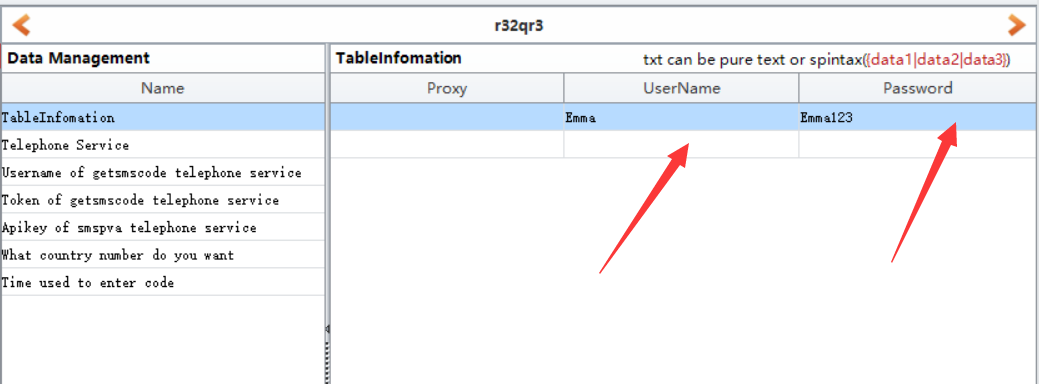 r32qr3
Data Management
TableInfomation
txt can be pure text or spintax({data1|data2|data3})
Name
Proxy
UserName
Password
TableInfomation
Emma
Emma123
Telephone Service
Username of getsmscode telephone service
Token of getsmscode telephone service
Apikey of smspva telephone service
What country number do you want
Time used to enter code